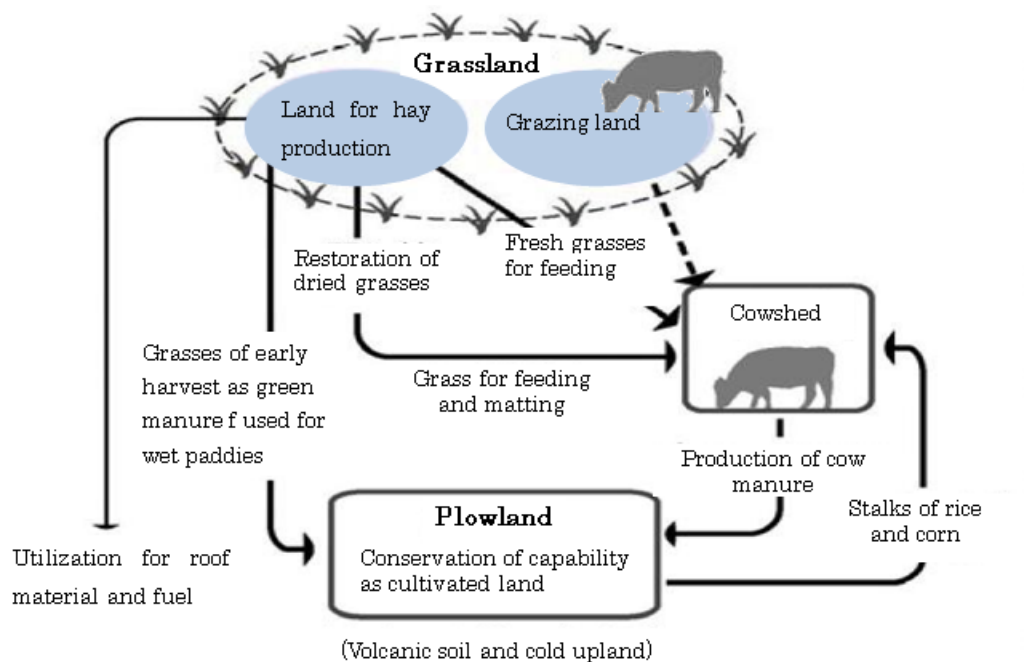 Grassland
Land for hay
production
Grazing land
Restoration of
dried grasses
Fresh grasses
for feeding
Cowshed
Grasses of early
harvest as green
manure f used for
wet paddies
Grass for feeding
and matting
Production of cow
manure
Stalks of rice
and corn
Plowland
Conservation of capability
as cultivated land
Utilization for roof
material and fuel
(Volcanic soil and cold upland)